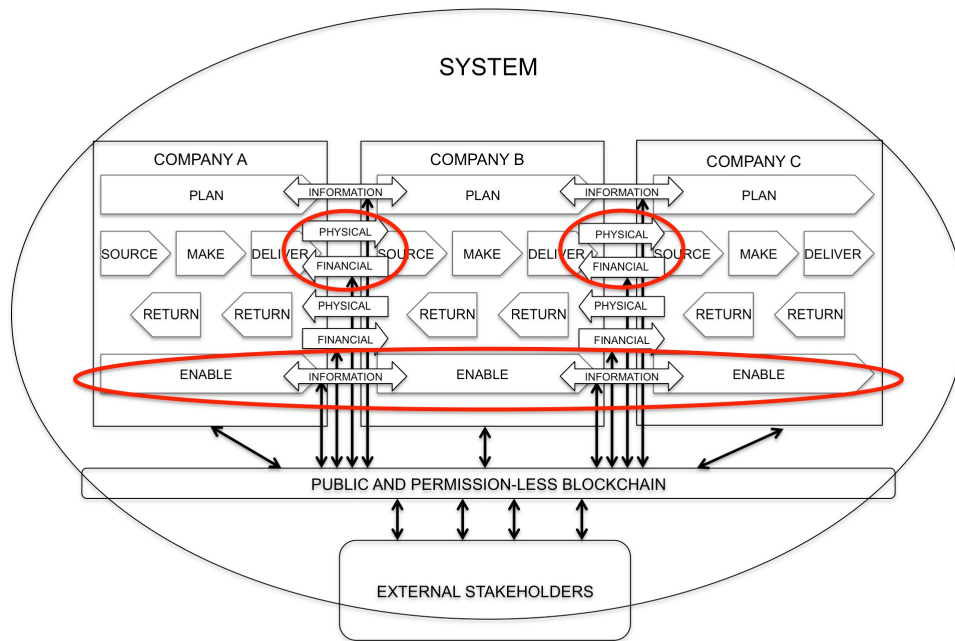 SYSTEM
COMPANY A
COMPANY B
COMPANY C
PLAN
INFORMATION
PLAN
INFORMATION
PLAN
PHYSICAL
PHYSICAL
SOURCE
MAKE
DELIVER
FINANCIAL
SOURCE
MAKE
DELIVER
FINANCIAL
SOURCE
MAKE
DELIVER
RETURN
RETURN
PHYSICAL
RETURN
RETURN
PHYSICAL
RETURN
RETURN
FINANCIAL
FINANCIAL
ENABLE
INFORMATION
ENABLE
INFORMATION
ENABLE
PUBLIC AND PERMISSION-LESS BLOCKCHAIN
EXTERNAL STAKEHOLDERS